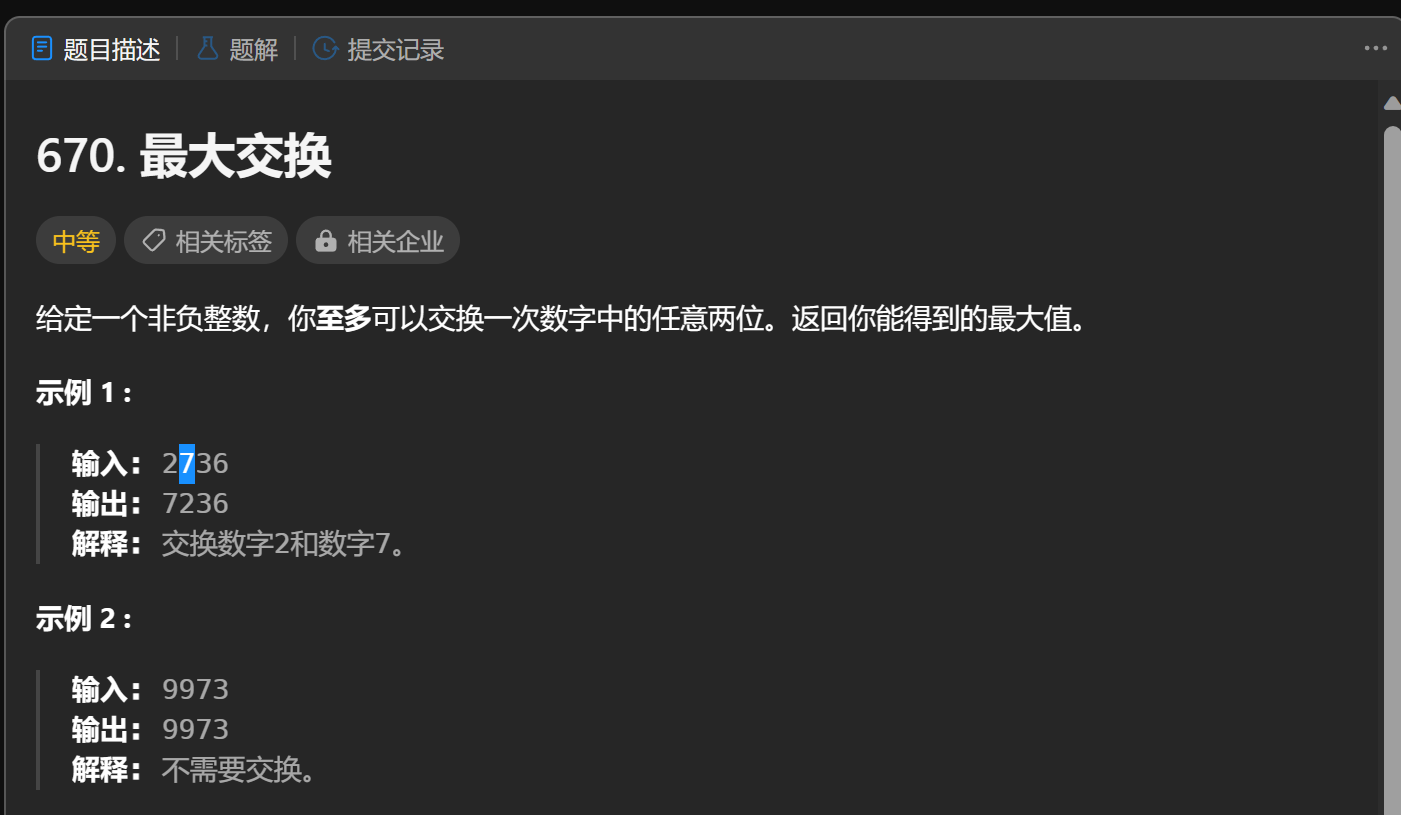 题目描述 题解 提交记录
670. 最大交换
中等 相关标签 相关企业
给定一个非负整数，你至多可以交换一次数字中的任意两位。返回你能得到的最大值。
示例 1 :
输入： 2736
输出： 7236
解释： 交换数字2和数字7。
示例 2 :
输入： 9973
输出： 9973
解释： 不需要交换。